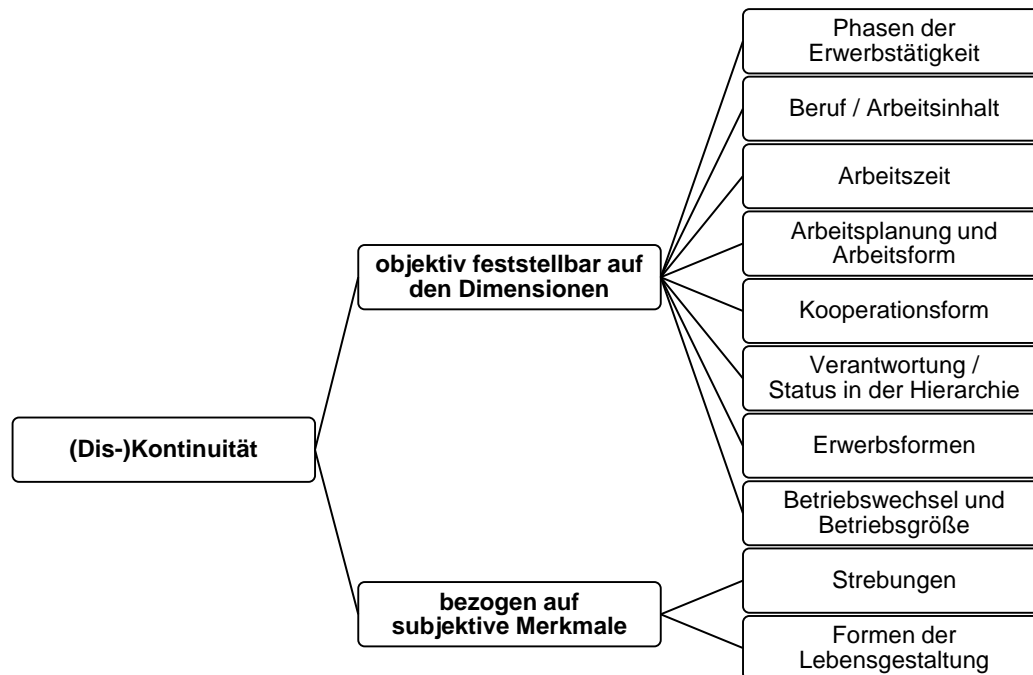 Phasen der
Erwerbstätigkeit
Beruf / Arbeitsinhalt
Arbeitszeit
Arbeitsplanung und
Arbeitsform
objektiv feststellbar auf
den Dimensionen
Kooperationsform
Verantwortung /
Status in der Hierarchie
(Dis-)Kontinuität
Erwerbsformen
Betriebswechsel und
Betriebsgröße
bezogen auf
subjektive Merkmale
Strebungen
Formen der
Lebensgestaltung